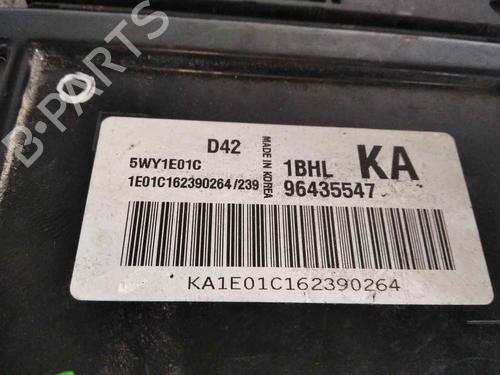 B-PARTS
D42
MADE IN KOREA
5WY1E01C
1BHL KA
1E01C162390264/239
96435547
KA1E01C162390264